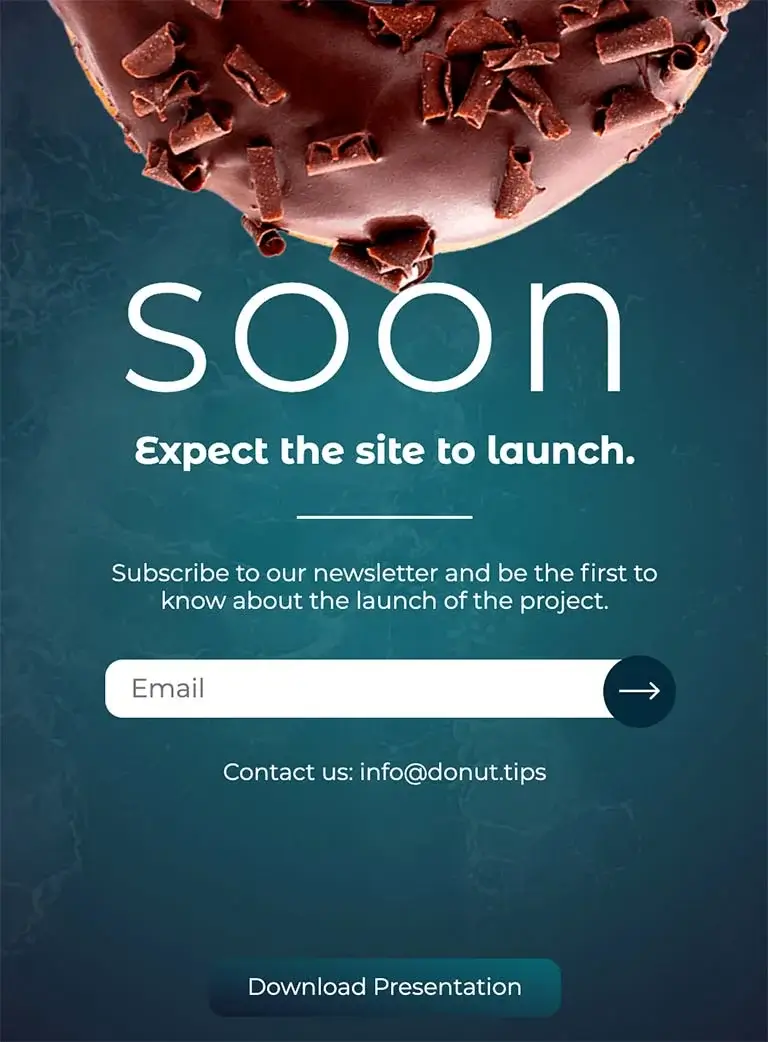 soon
Expect the site to launch.
Subscribe to our newsletter and be the first to
know about the launch of the project.
Email
Contact us: info@donut.tips
Download Presentation